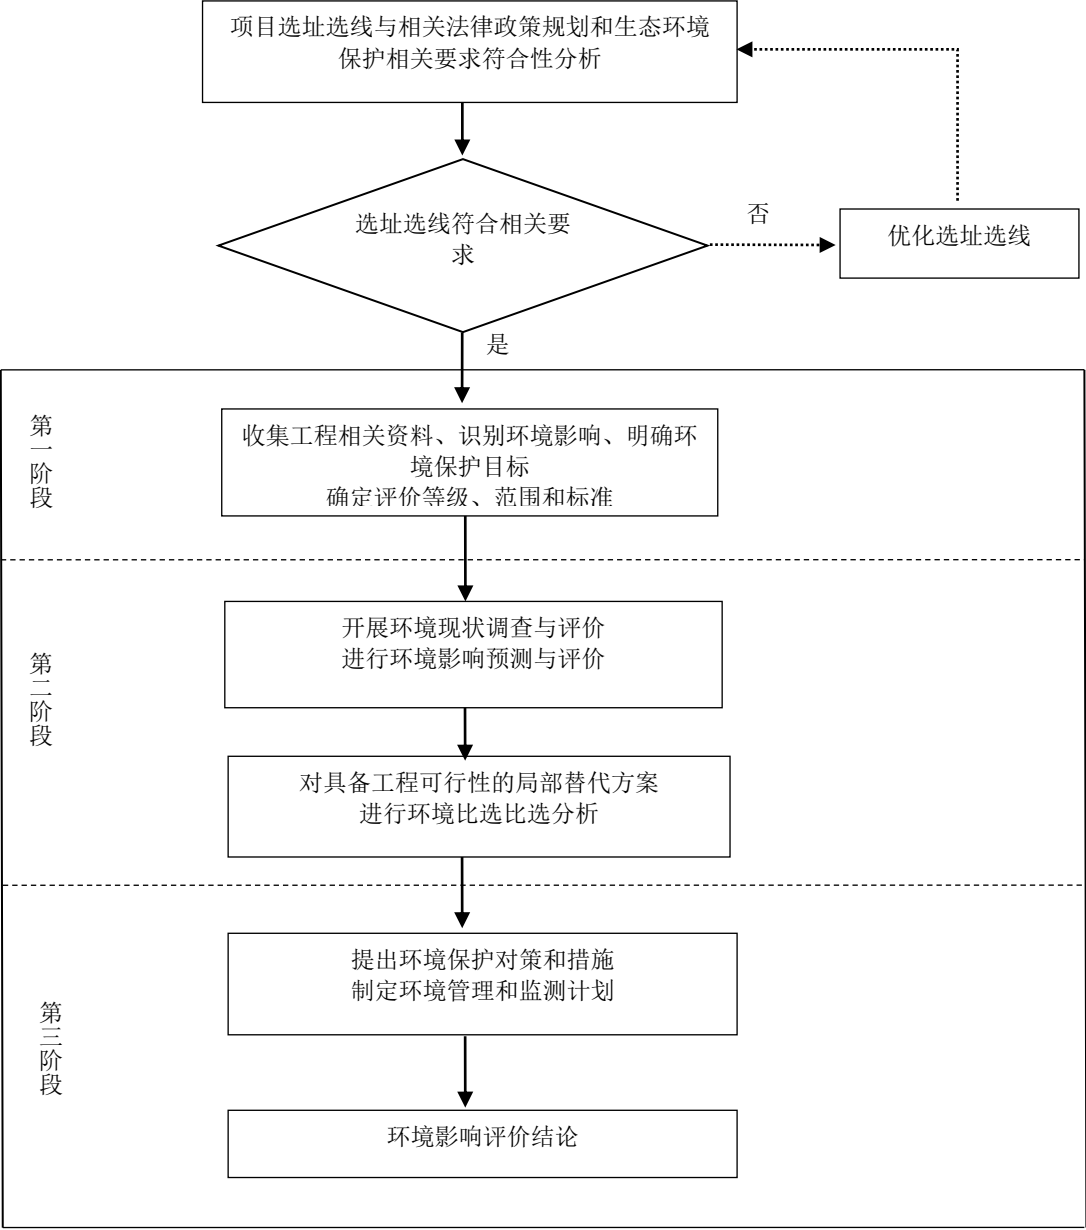 项目选址选线与相关法律政策规划和生态环境
保护相关要求符合性分析
选址选线符合相关要
求
否
优化选址选线
是
第一阶段
收集工程相关资料、识别环境影响、明确环
境保护目标
确定评价等级、范围和标准
第二阶段
开展环境现状调查与评价
进行环境影响预测与评价
对具备工程可行性的局部替代方案
进行环境比选比选分析
第三阶段
提出环境保护对策和措施
制定环境管理和监测计划
环境影响评价结论